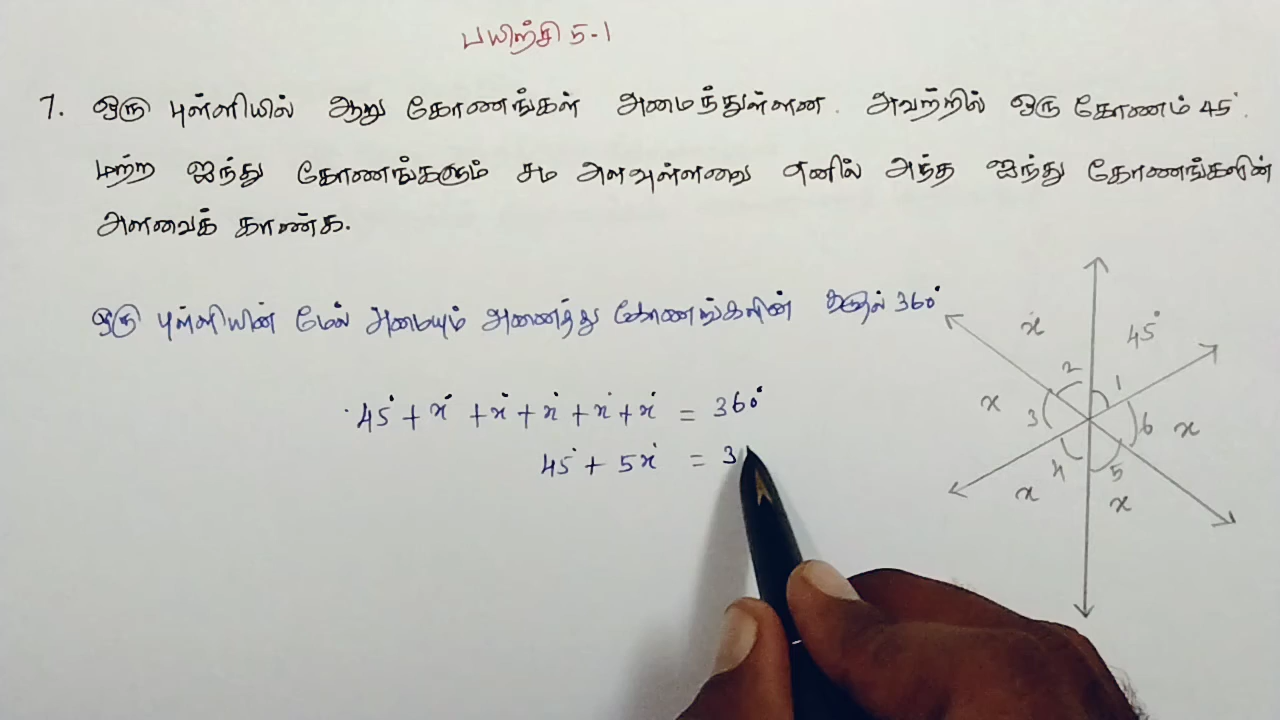 பயிற்சி 5-1
7. ஒரு புள்ளியில் ஆறு கோணங்கள் அமைந்துள்ளன. அவற்றில் ஒரு கோணம் 45°.
மற்ற ஐந்து கோணங்களும் சம அளவுள்ளவை எனில் அந்த ஐந்து கோணங்களின்
அளவைக் காண்க.
ஒரு புள்ளியின் மேல் அமையும் அனைத்து கோணங்களின் கூடுதல் 360°
45° + x° + x° + x° + x° + x° = 360°
45° + 5x° = 3
x 45°
2 1
x 3 6 x
4 5
x x